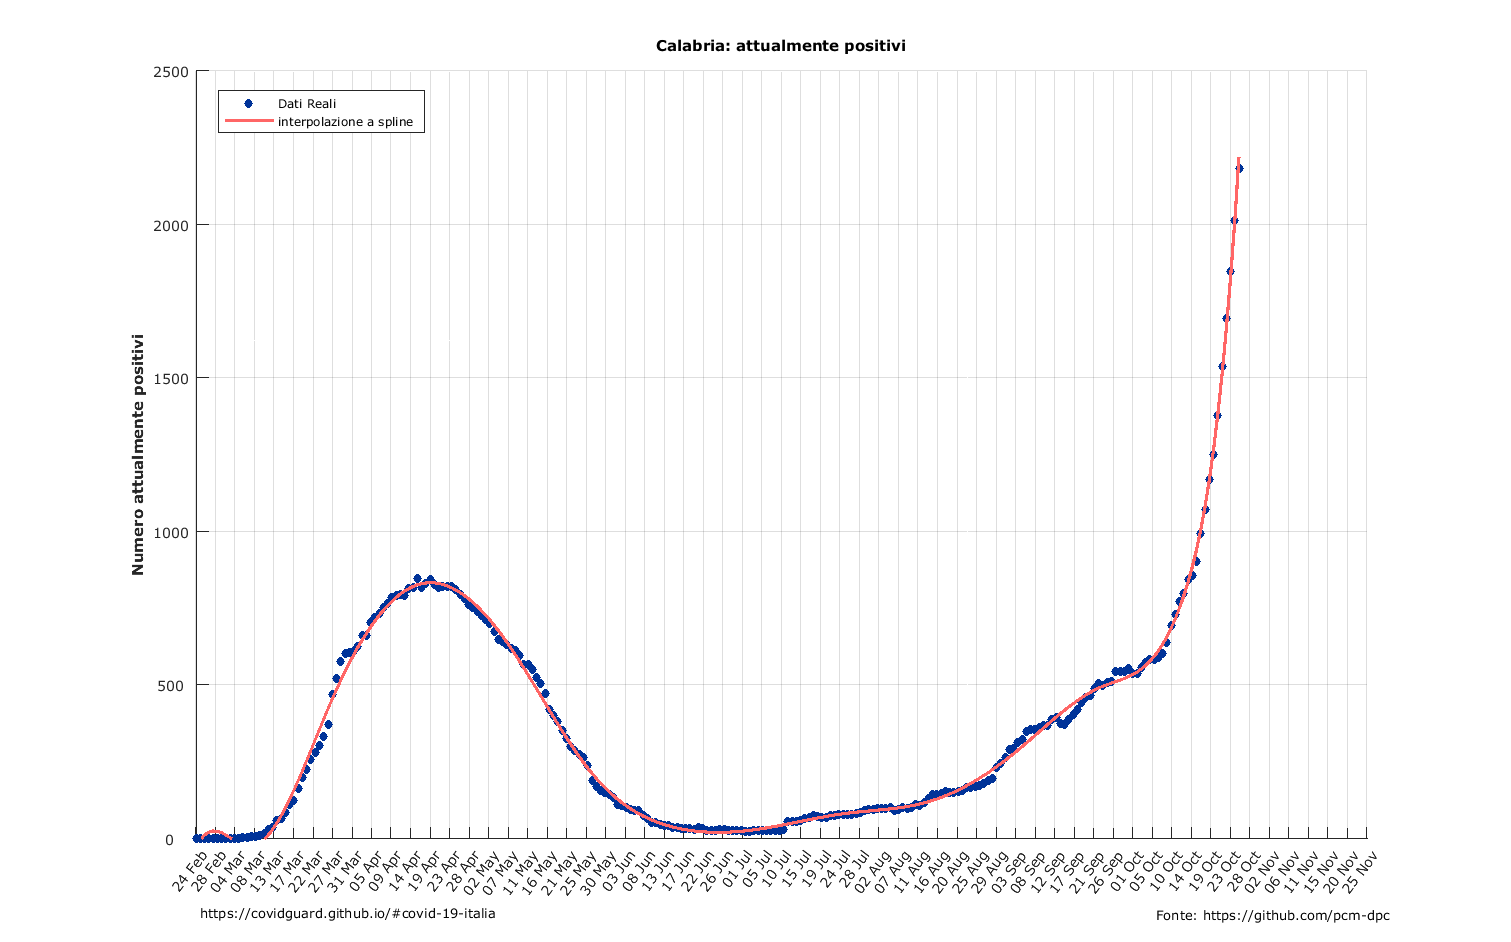 Calabria: attualmente positivi
2500
2000
1500
1000
500
0
Numero attualmente positivi
Dati Reali
interpolazione a spline
24 Feb
28 Feb
04 Mar
08 Mar
13 Mar
17 Mar
22 Mar
27 Mar
31 Mar
05 Apr
09 Apr
14 Apr
19 Apr
23 Apr
28 Apr
02 May
07 May
11 May
16 May
21 May
25 May
30 May
03 Jun
08 Jun
13 Jun
17 Jun
22 Jun
26 Jun
01 Jul
05 Jul
10 Jul
15 Jul
19 Jul
24 Jul
28 Jul
02 Aug
07 Aug
11 Aug
16 Aug
20 Aug
25 Aug
29 Aug
03 Sep
08 Sep
12 Sep
17 Sep
21 Sep
26 Sep
01 Oct
05 Oct
10 Oct
14 Oct
19 Oct
23 Oct
28 Oct
02 Nov
06 Nov
11 Nov
15 Nov
20 Nov
25 Nov
https://covidguard.github.io/#covid-19-italia
Fonte: https://github.com/pcm-dpc